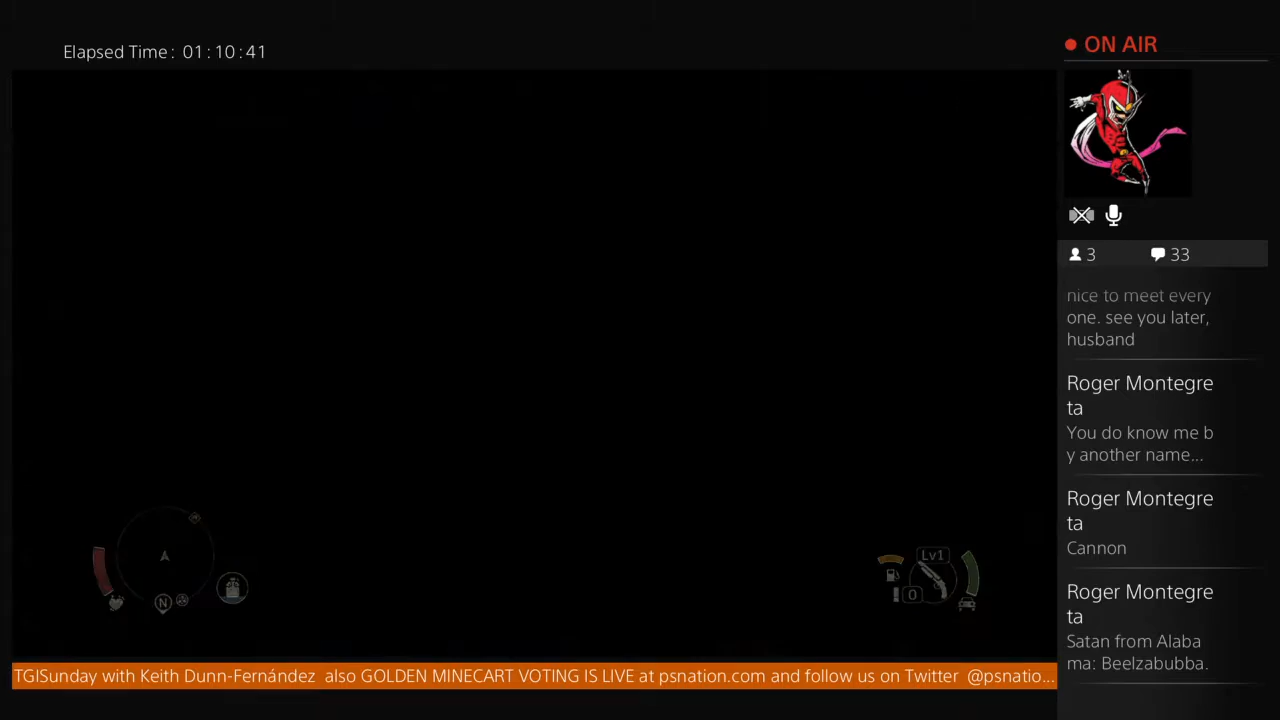 Elapsed Time: 01:10:41
ON AIR
3
33
nice to meet every
one. see you later,
husband
Roger Montegre
ta
You do know me b
y another name...
Roger Montegre
ta
Cannon
Roger Montegre
ta
Satan from Alaba
ma: Beelzabubba.
Lv1
0
N
TGISunday with Keith Dunn-Fernández also GOLDEN MINECART VOTING IS LIVE at psnation.com and follow us on Twitter @psnatio...